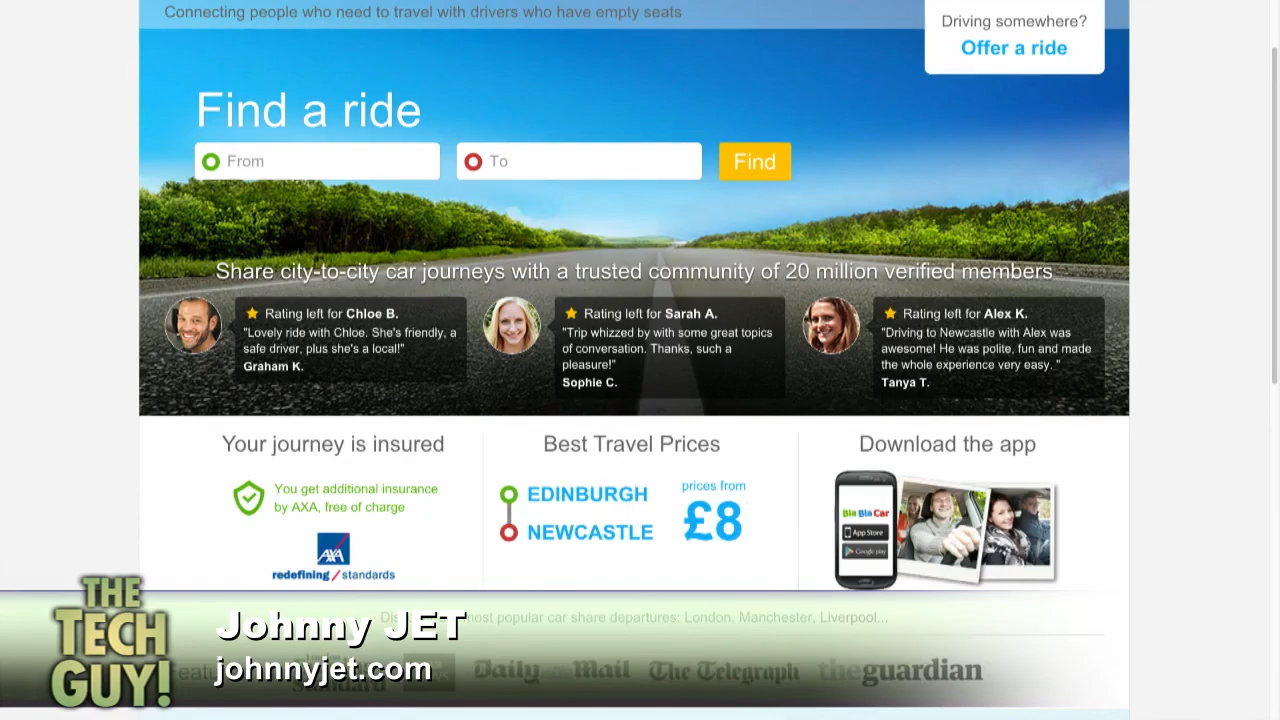 Connecting people who need to travel with drivers who have empty seats
Driving somewhere?
Offer a ride
Find a ride
From
To
Find
Share city-to-city car journeys with a trusted community of 20 million verified members
Rating left for Chloe B.
"Lovely ride with Chloe. She's friendly, a
safe driver, plus she's a local!"
Graham K.
Rating left for Sarah A.
"Trip whizzed by with some great topics
of conversation. Thanks, such a
pleasure!"
Sophie C.
Rating left for Alex K.
"Driving to Newcastle with Alex was
awesome! He was polite, fun and made
the whole experience very easy. "
Tanya T.
Your journey is insured
You get additional insurance
by AXA, free of charge
AXA
redefining / standards
Best Travel Prices
EDINBURGH
NEWCASTLE
prices from
£8
Download the app
Bla Bla Car
App Store
Google play
most popular car share departures: London, Manchester, Liverpool...
THE
TECH
GUY!
Johnny JET
johnnyjet.com
Standard
Daily Mail
The Telegraph
theguardian